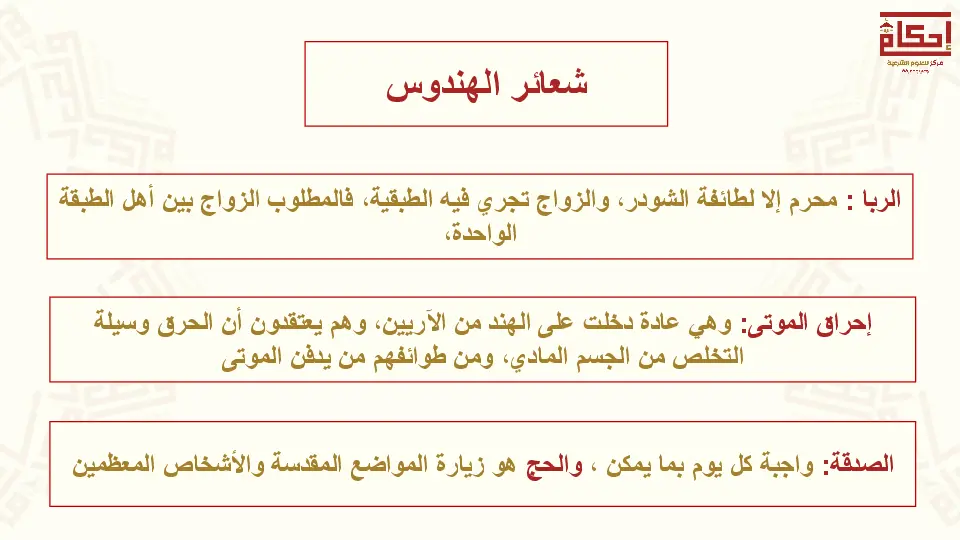 إحكام
مركز للعلوم الشرعية
شعائر الهندوس
الربا : محرم إلا لطائفة الشودر، والزواج تجري فيه الطبقية، فالمطلوب الزواج بين أهل الطبقة
الواحدة،
إحراق الموتى: وهي عادة دخلت على الهند من الآريين، وهم يعتقدون أن الحرق وسيلة
التخلص من الجسم المادي، ومن طوائفهم من يدفن الموتى
الصدقة: واجبة كل يوم بما يمكن ، والحج هو زيارة المواضع المقدسة والأشخاص المعظمين